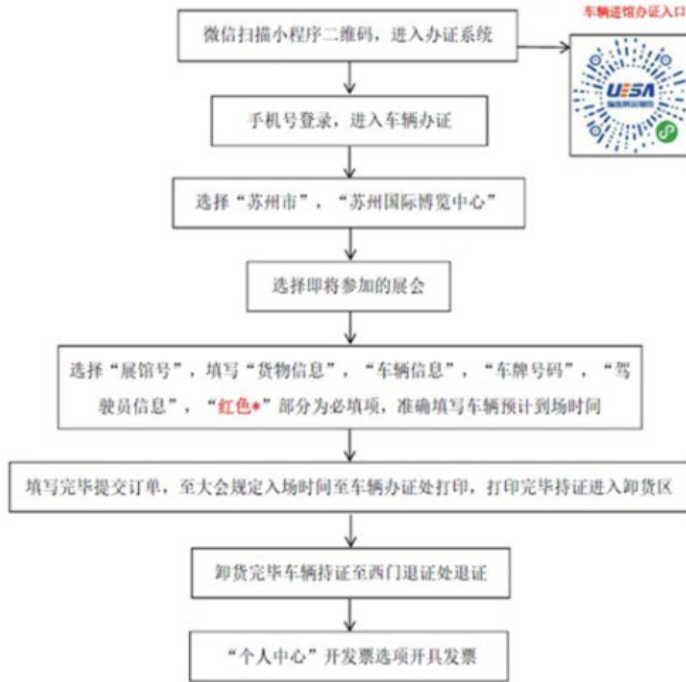 车辆进馆办证入口
微信扫描小程序二维码，进入办证系统
UESA
手机号登录，进入车辆办证
选择“苏州市”，“苏州国际博览中心”
选择即将参加的展会
选择“展馆号”，填写“货物信息”，“车辆信息”，“车牌号码”，“驾
驶员信息”，“红色*”部分为必填项，准确填写车辆预计到场时间
填写完毕提交订单，至大会规定入场时间至车辆办证处打印，打印完毕持证进入卸货区
卸货完毕车辆持证至西门退证处退证
“个人中心”开发票选项开具发票